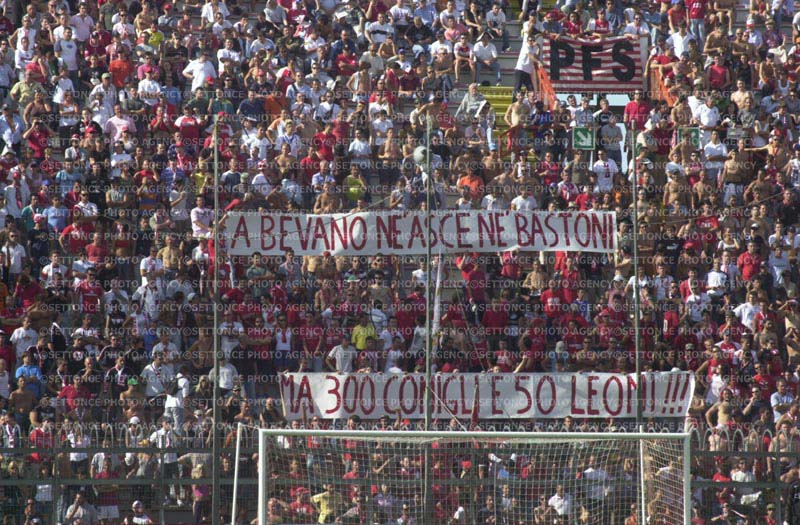 PFS
A BEVANO NE ASCE NE BASTONI
MA 300 CONIGLI E 50 LEONI!!!!